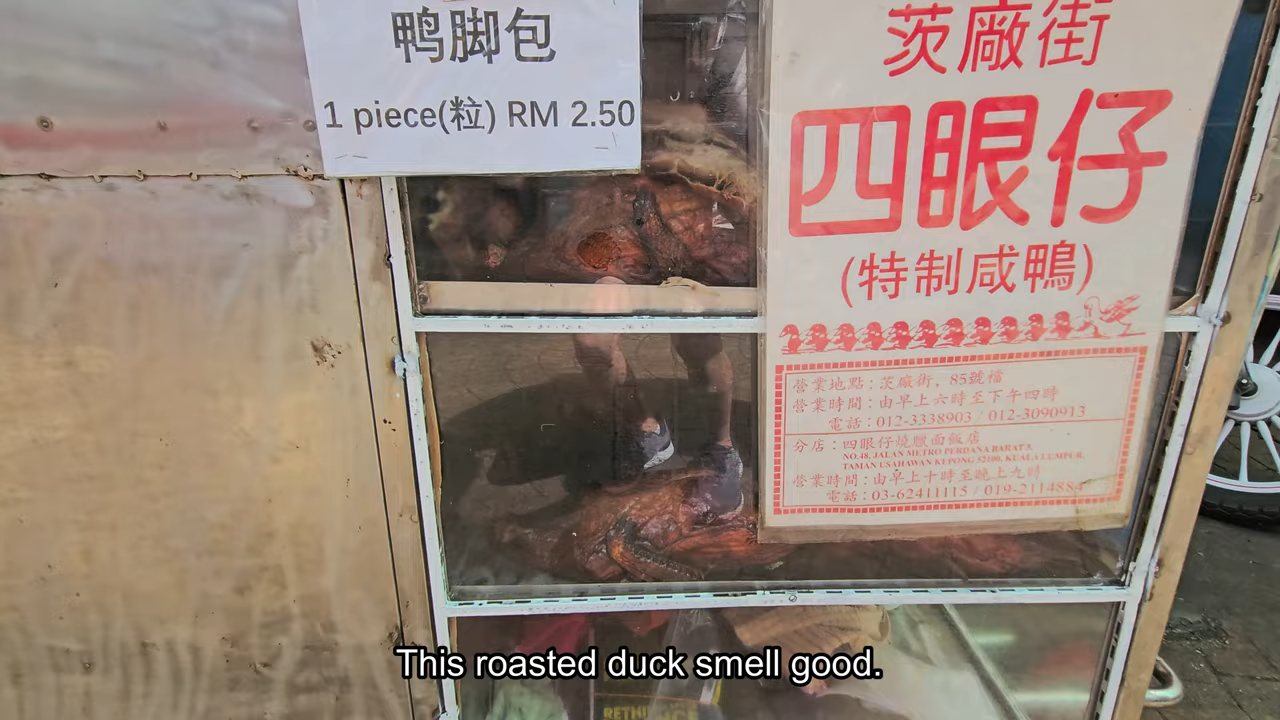 鸭脚包
1 piece(粒) RM 2.50
茨廠街
四眼仔
(特制咸鴨)
營業地點：茨廠街，85號檔
營業時間：由早上六時至下午四時
電話：012-3338903 / 012-3090913
分店：四眼仔燒臘面飯店
NO.48, JALAN METRO PERDANA BARAT 3,
TAMAN USAHAWAN KEPONG 52100, KUALA LUMPUR.
營業時間：由早上十時至晚上九時
電話：03-62411115 / 019-2114884
This roasted duck smell good.